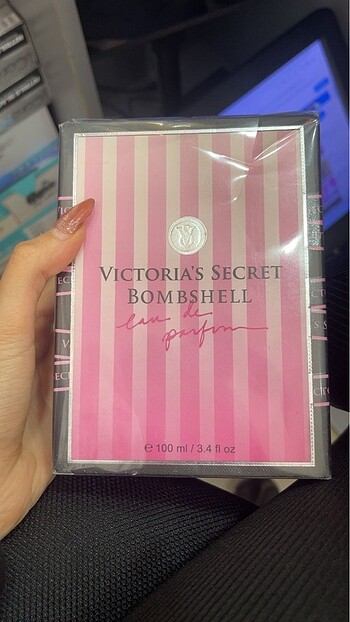 VICTORIA'S SECRET
BOMBSHELL
eau de
parfum
℮ 100 ml / 3.4 fl oz